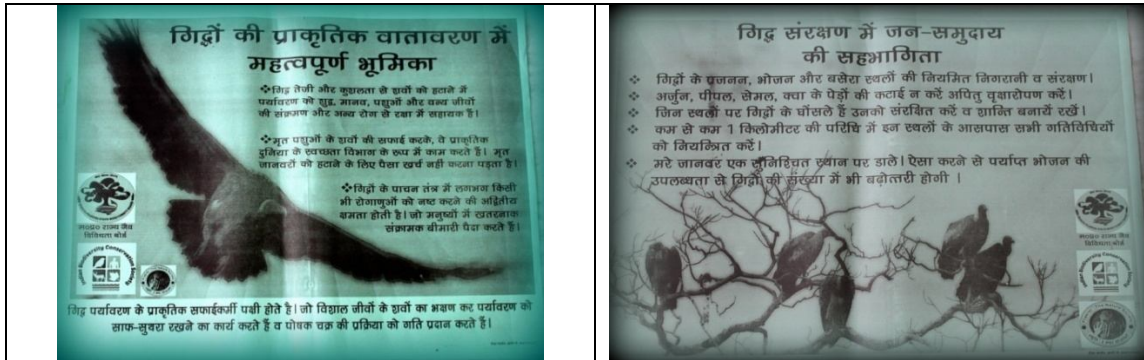 गिद्धों की प्राकृतिक वातावरण में
महत्वपूर्ण भूमिका
❖गिद्ध तेज़ी और कुशलता से शवों को हटाने में
पर्यावरण को शुद्ध, मानव, पशुओं और वन्य जीवों
की संक्रमण और अन्य रोग से रक्षा में सहायक है।
❖मृत पशुओं के शवों की सफाई करके, वे प्राकृतिक
दुनिया के स्वच्छता विभाग के रूप में काम करते है। मृत
जानवरों को हटाने के लिए पैसा खर्च नही करना पड़ता है।
❖गिद्धों के पाचन तंत्र में लगभग किसी
भी रोगाणुओं को नष्ट करने की अद्वितीय
क्षमता होती है। जो मनुष्यों में खतरनाक
संक्रामक बीमारी पैदा करते है।
म०प्र० राज्य जैव
विविधता बोर्ड
गिद्ध पर्यावरण के प्राकृतिक सफाईकर्मी पक्षी होते है। जो विशाल जीवों के शवों का भक्षण कर पर्यावरण को
साफ-सुथरा रखने का कार्य करते हैं व पोषक चक्र की प्रक्रिया को गति प्रदान करते है।
गिद्ध संरक्षण में जन-समुदाय
की सहभागिता
❖ गिद्धों के प्रजनन, भोजन और बसेरा स्थलों की नियमित निगरानी व संरक्षण।
❖ अर्जुन, पीपल, सेमल, क्वा के पेड़ों की कटाई न करें अपितु वृक्षारोपण करें।
❖ जिन स्थलों पर गिद्धों के घोंसले हैं उनको संरक्षित करें व शान्ति बनायें रखें।
❖ कम से कम 1 किलोमीटर की परिधि में इन स्थलों के आसपास सभी गतिविधियों
को नियन्त्रित करें।
❖ मरे जानवर एक सुनिश्चित स्थान पर डाले। ऐसा करने से पर्याप्त भोजन की
उपलब्धता से गिद्धों की संख्या में भी बढ़ोत्तरी होगी ।
म०प्र० राज्य जैव
विविधता बोर्ड